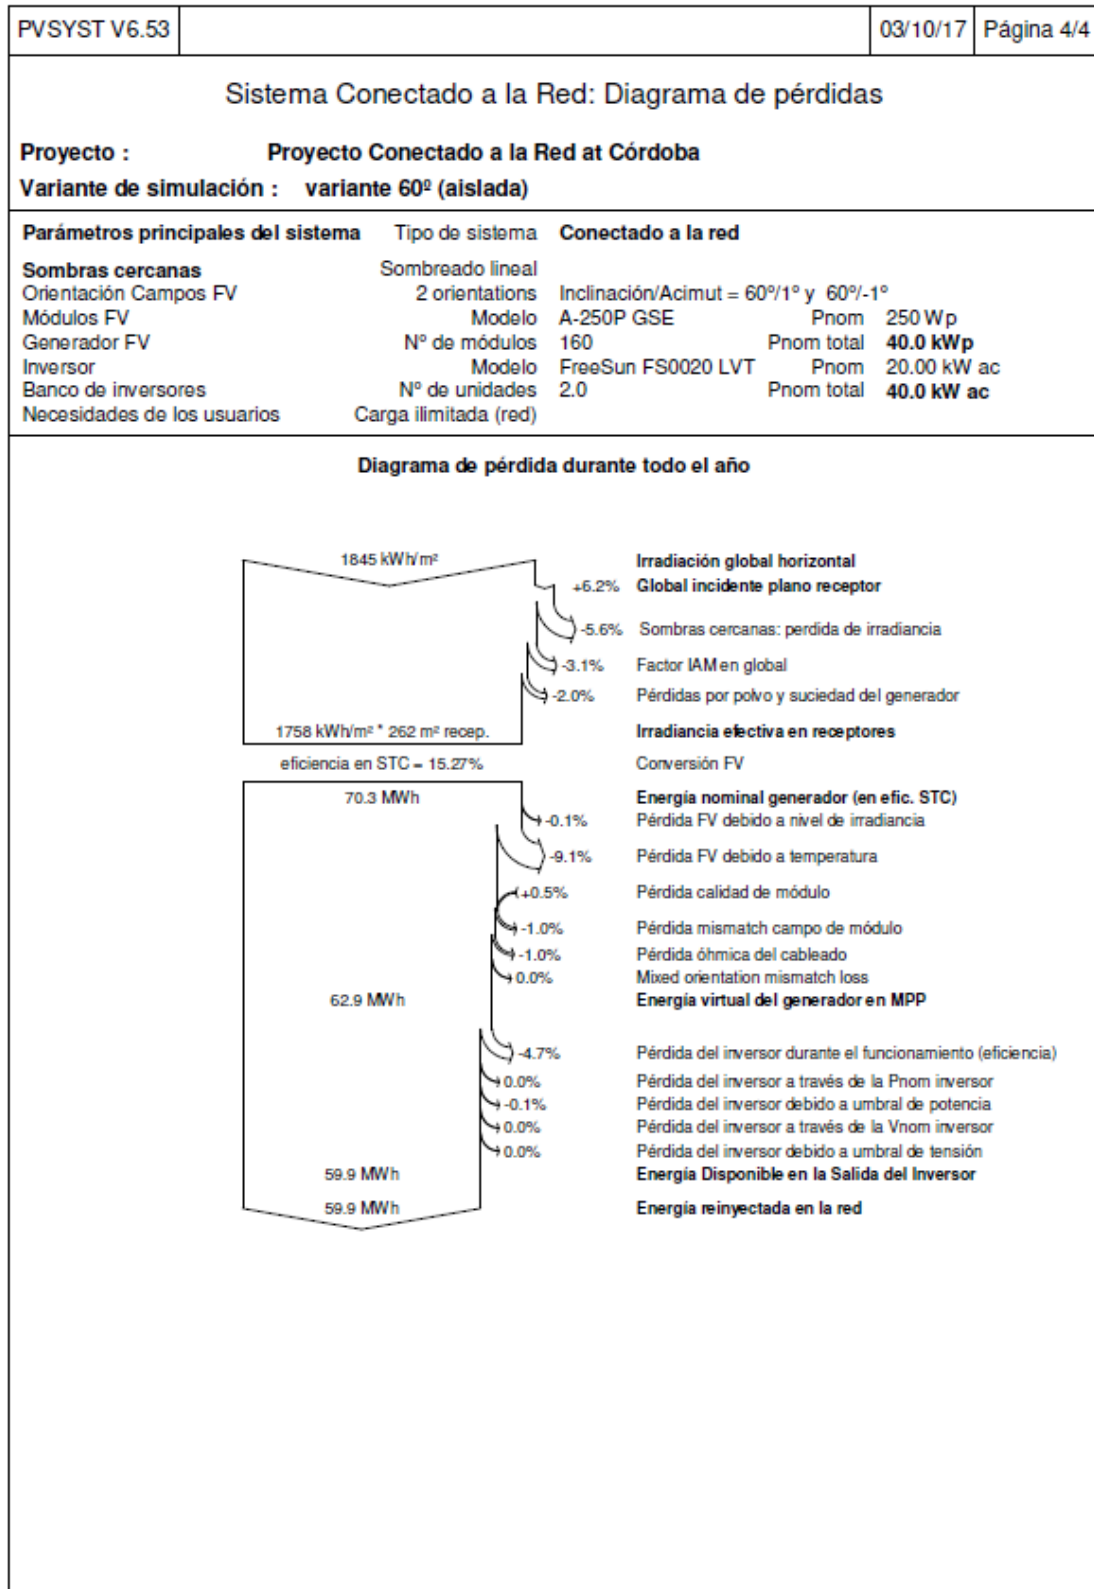 PVSYST V6.53 03/10/17 Página 4/4
Sistema Conectado a la Red: Diagrama de pérdidas
Proyecto : Proyecto Conectado a la Red at Córdoba
Variante de simulación : variante 60º (aislada)
Parámetros principales del sistema Tipo de sistema Conectado a la red
Sombras cercanas Sombreado lineal
Orientación Campos FV 2 orientations Inclinación/Acimut = 60º/1º y 60º/-1º
Módulos FV Modelo A-250P GSE Pnom 250 Wp
Generador FV Nº de módulos 160 Pnom total 40.0 kWp
Inversor Modelo FreeSun FS0020 LVT Pnom 20.00 kW ac
Banco de inversores Nº de unidades 2.0 Pnom total 40.0 kW ac
Necesidades de los usuarios Carga ilimitada (red)
Diagrama de pérdida durante todo el año
1845 kWh/m² Irradiación global horizontal
+6.2% Global incidente plano receptor
-5.6% Sombras cercanas: perdida de irradiancia
-3.1% Factor IAM en global
-2.0% Pérdidas por polvo y suciedad del generador
1758 kWh/m² * 262 m² recep. Irradiancia efectiva en receptores
eficiencia en STC = 15.27% Conversión FV
70.3 MWh Energía nominal generador (en efic. STC)
-0.1% Pérdida FV debido a nivel de irradiancia
-9.1% Pérdida FV debido a temperatura
+0.5% Pérdida calidad de módulo
-1.0% Pérdida mismatch campo de módulo
-1.0% Pérdida óhmica del cableado
0.0% Mixed orientation mismatch loss
62.9 MWh Energía virtual del generador en MPP
-4.7% Pérdida del inversor durante el funcionamiento (eficiencia)
0.0% Pérdida del inversor a través de la Pnom inversor
-0.1% Pérdida del inversor debido a umbral de potencia
0.0% Pérdida del inversor a través de la Vnom inversor
0.0% Pérdida del inversor debido a umbral de tensión
59.9 MWh Energía Disponible en la Salida del Inversor
59.9 MWh Energía reinyectada en la red